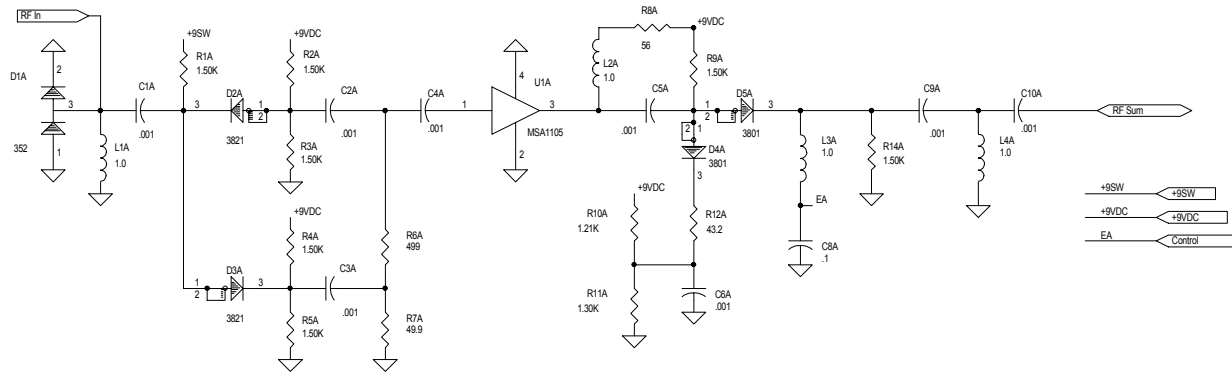 RF In
D1A
2
3
1
352
L1A
1.0
C1A
.001
+9SW
R1A
1.50K
3
D2A
1
2
3821
+9VDC
R2A
1.50K
R3A
1.50K
C2A
.001
C4A
.001
1
2
D3A
3
3821
+9VDC
R4A
1.50K
R5A
1.50K
C3A
.001
R6A
499
R7A
49.9
1
4
U1A
3
MSA1105
2
L2A
1.0
R8A
56
+9VDC
R9A
1.50K
C5A
.001
1
2
D5A
3
3801
2
1
D4A
3801
3
+9VDC
R10A
1.21K
R12A
43.2
R11A
1.30K
C6A
.001
L3A
1.0
EA
C8A
.1
R14A
1.50K
C9A
.001
L4A
1.0
C10A
.001
RF Sum
+9SW
+9SW
+9VDC
+9VDC
EA
Control